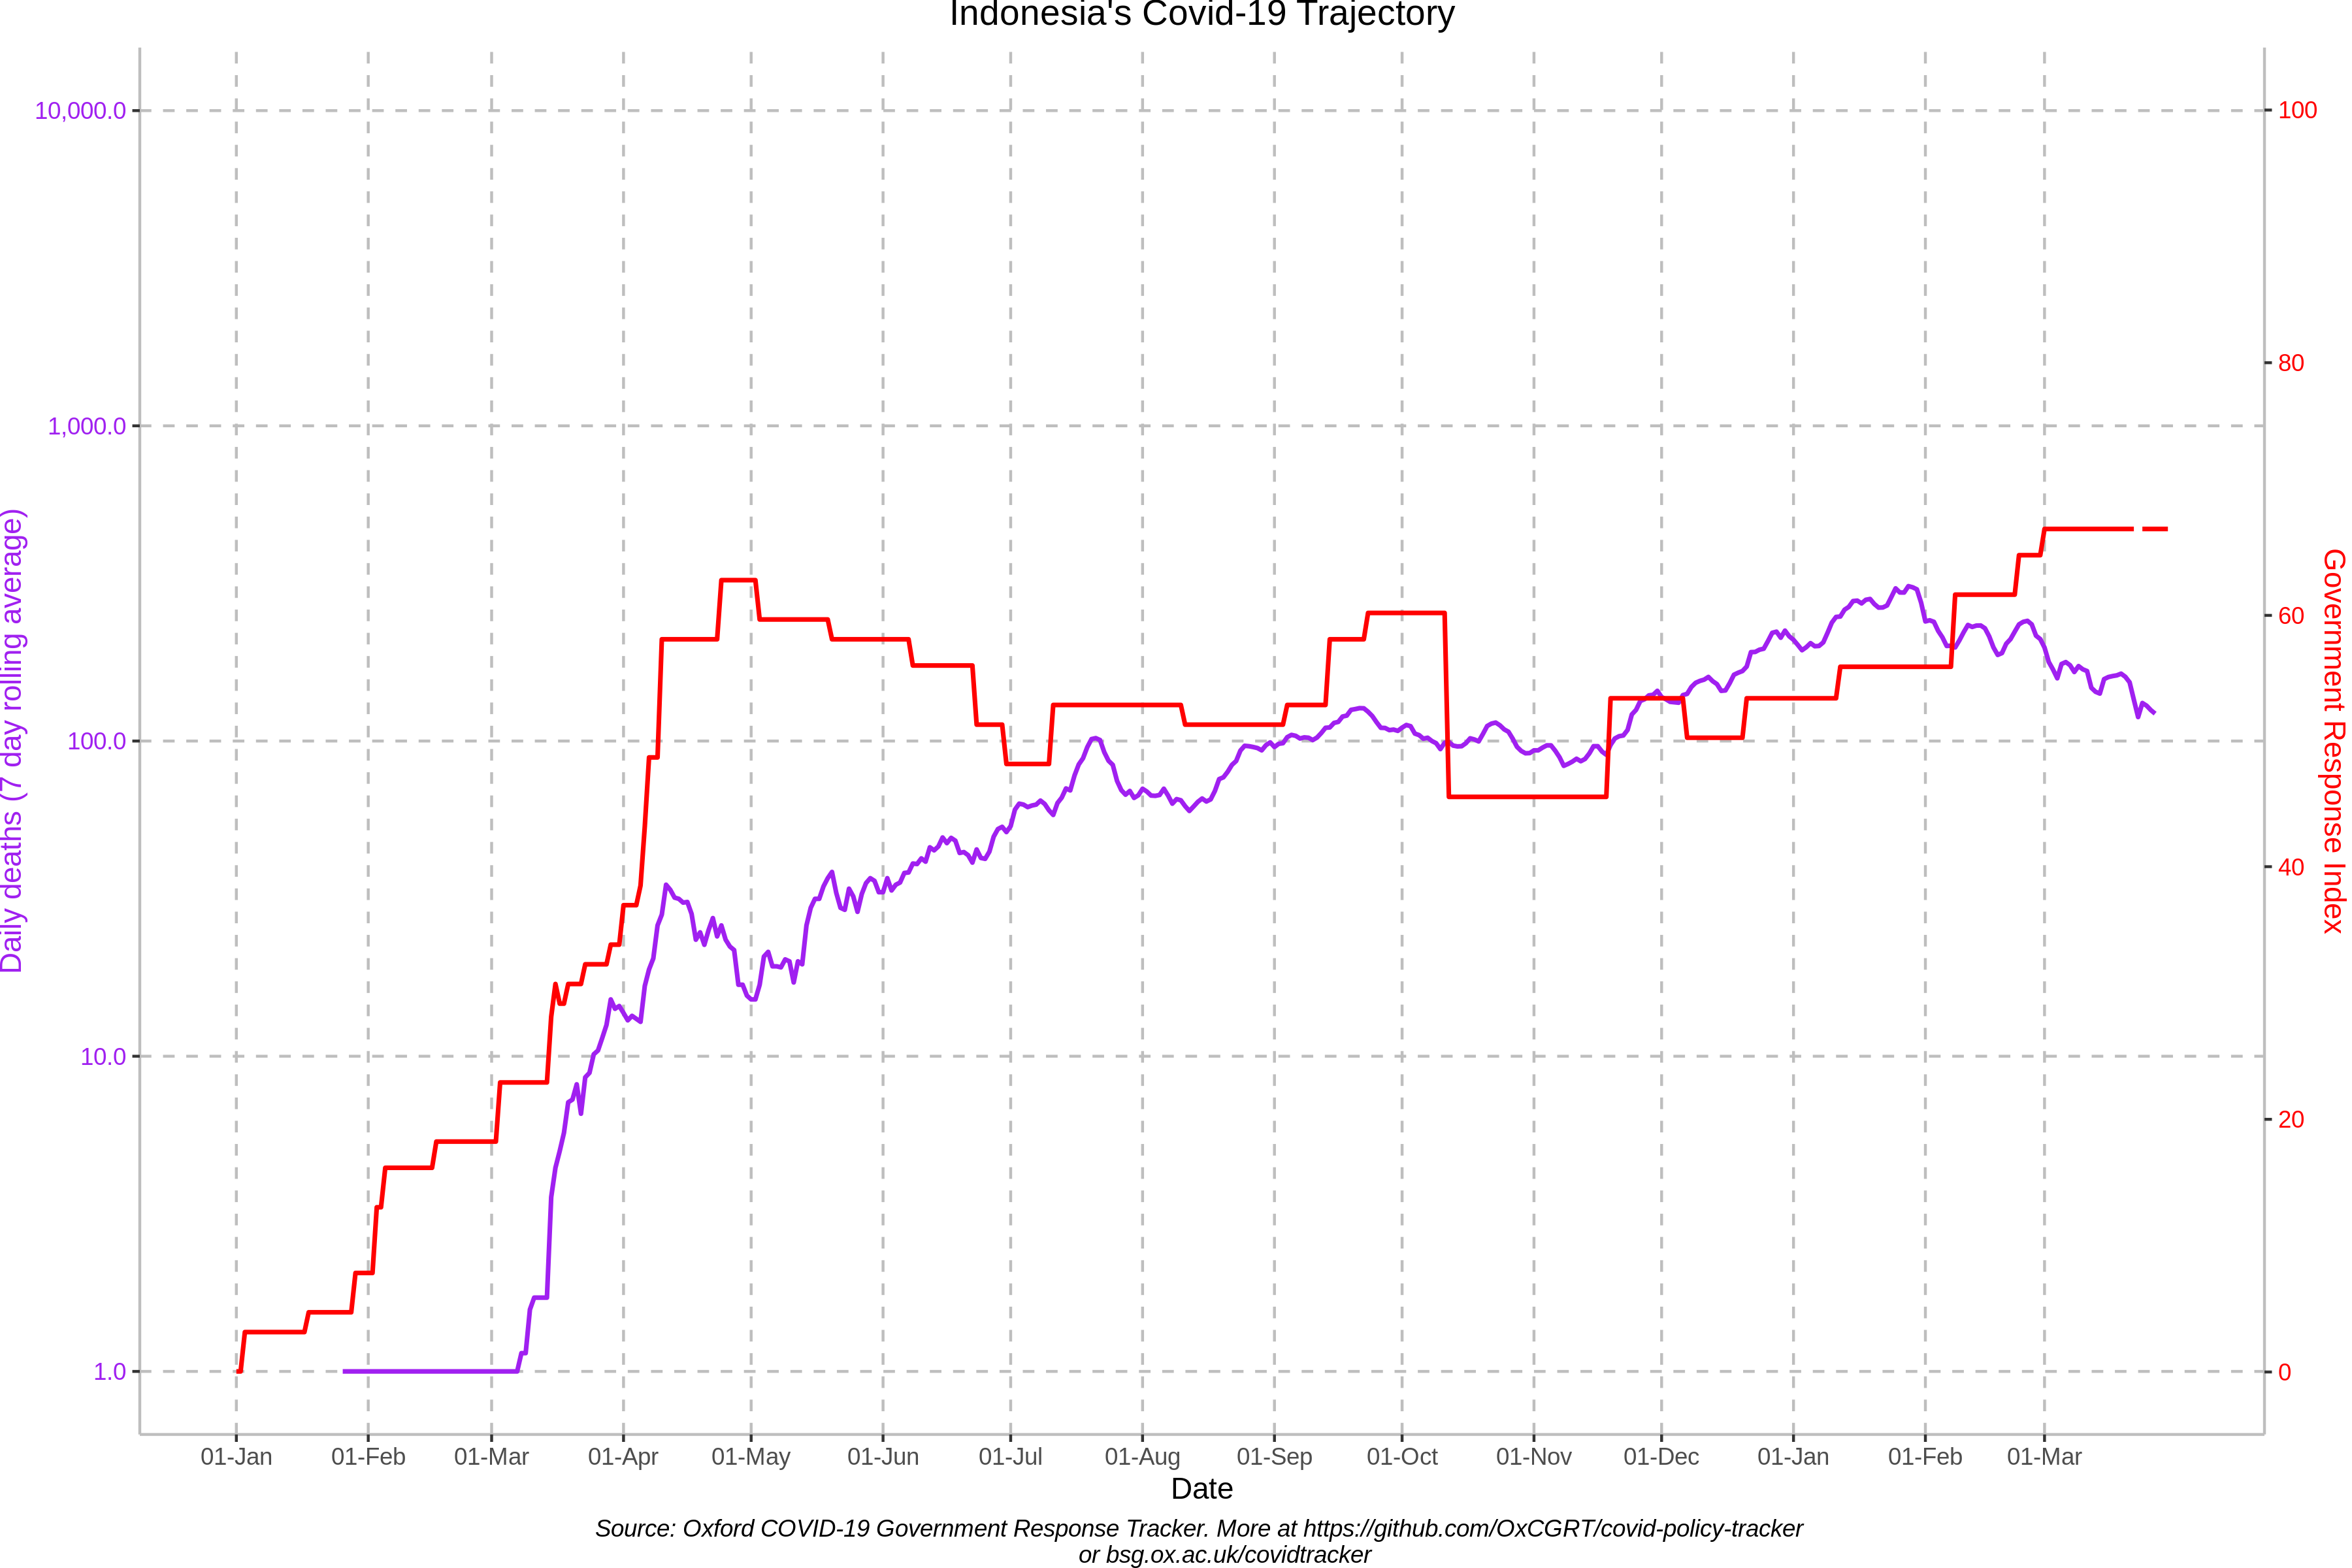 Indonesia's Covid-19 Trajectory
10,000.0
1,000.0
100.0
10.0
1.0
Daily deaths (7 day rolling average)
100
80
60
40
20
0
Government Response Index
01-Jan 01-Feb 01-Mar 01-Apr 01-May 01-Jun 01-Jul 01-Aug 01-Sep 01-Oct 01-Nov 01-Dec 01-Jan 01-Feb 01-Mar
Date
Source: Oxford COVID-19 Government Response Tracker. More at https://github.com/OxCGRT/covid-policy-tracker
or bsg.ox.ac.uk/covidtracker